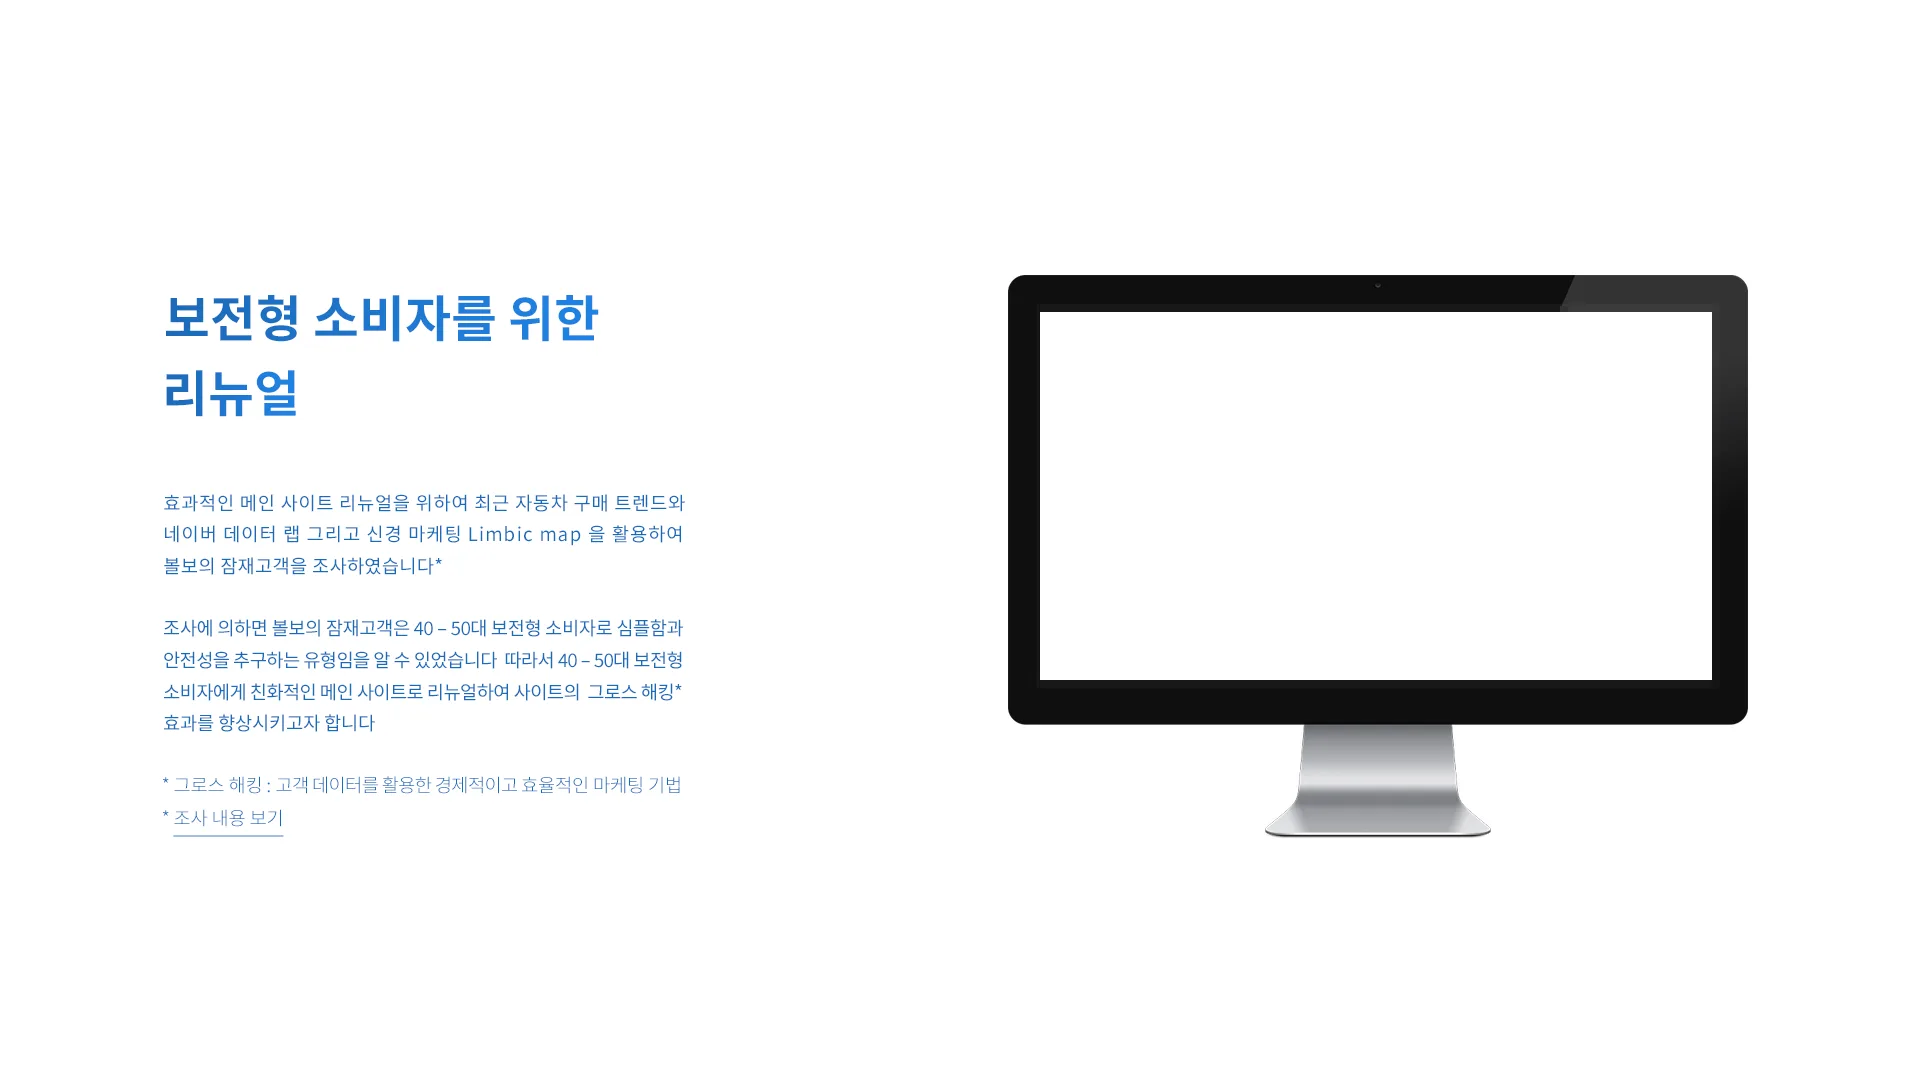 보전형 소비자를 위한
리뉴얼
효과적인 메인 사이트 리뉴얼을 위하여 최근 자동차 구매 트렌드와
네이버 데이터 랩 그리고 신경 마케팅 Limbic map 을 활용하여
볼보의 잠재고객을 조사하였습니다*
조사에 의하면 볼보의 잠재고객은 40 – 50대 보전형 소비자로 심플함과
안전성을 추구하는 유형임을 알 수 있었습니다 따라서 40 – 50대 보전형
소비자에게 친화적인 메인 사이트로 리뉴얼하여 사이트의 그로스 해킹*
효과를 향상시키고자 합니다
* 그로스 해킹 : 고객 데이터를 활용한 경제적이고 효율적인 마케팅 기법
* 조사 내용 보기